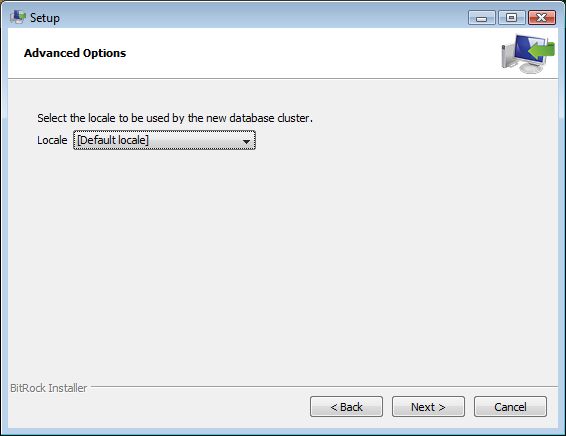 Setup
Advanced Options
Select the locale to be used by the new database cluster.
Locale [Default locale]
BitRock Installer
< Back Next > Cancel